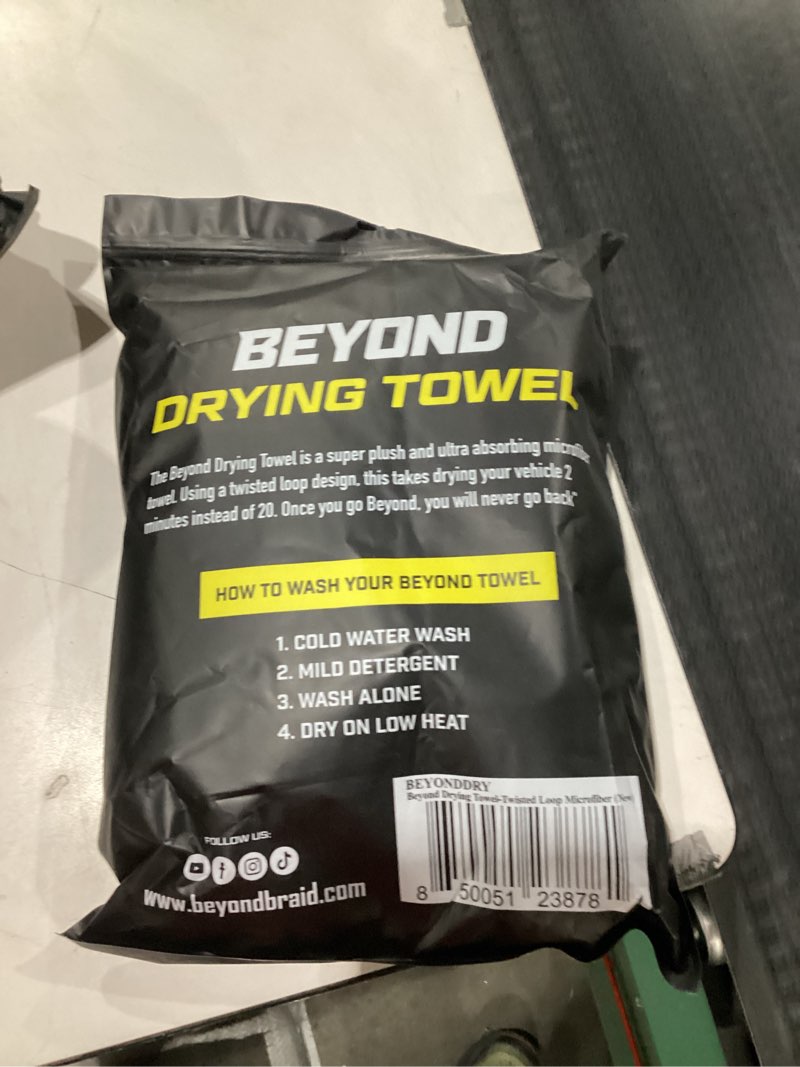 BEYOND
DRYING TOWEL
The Beyond Drying Towel is a super plush and ultra absorbing microfiber
towel. Using a twisted loop design, this takes drying your vehicle 2
minutes instead of 20. Once you go Beyond, you will never go back"
HOW TO WASH YOUR BEYOND TOWEL
1. COLD WATER WASH
2. MILD DETERGENT
3. WASH ALONE
4. DRY ON LOW HEAT
BEYONDDRY
Beyond Drying Towel-Twisted Loop Microfiber (New
8 50051 23878
FOLLOW US:
www.beyondbraid.com